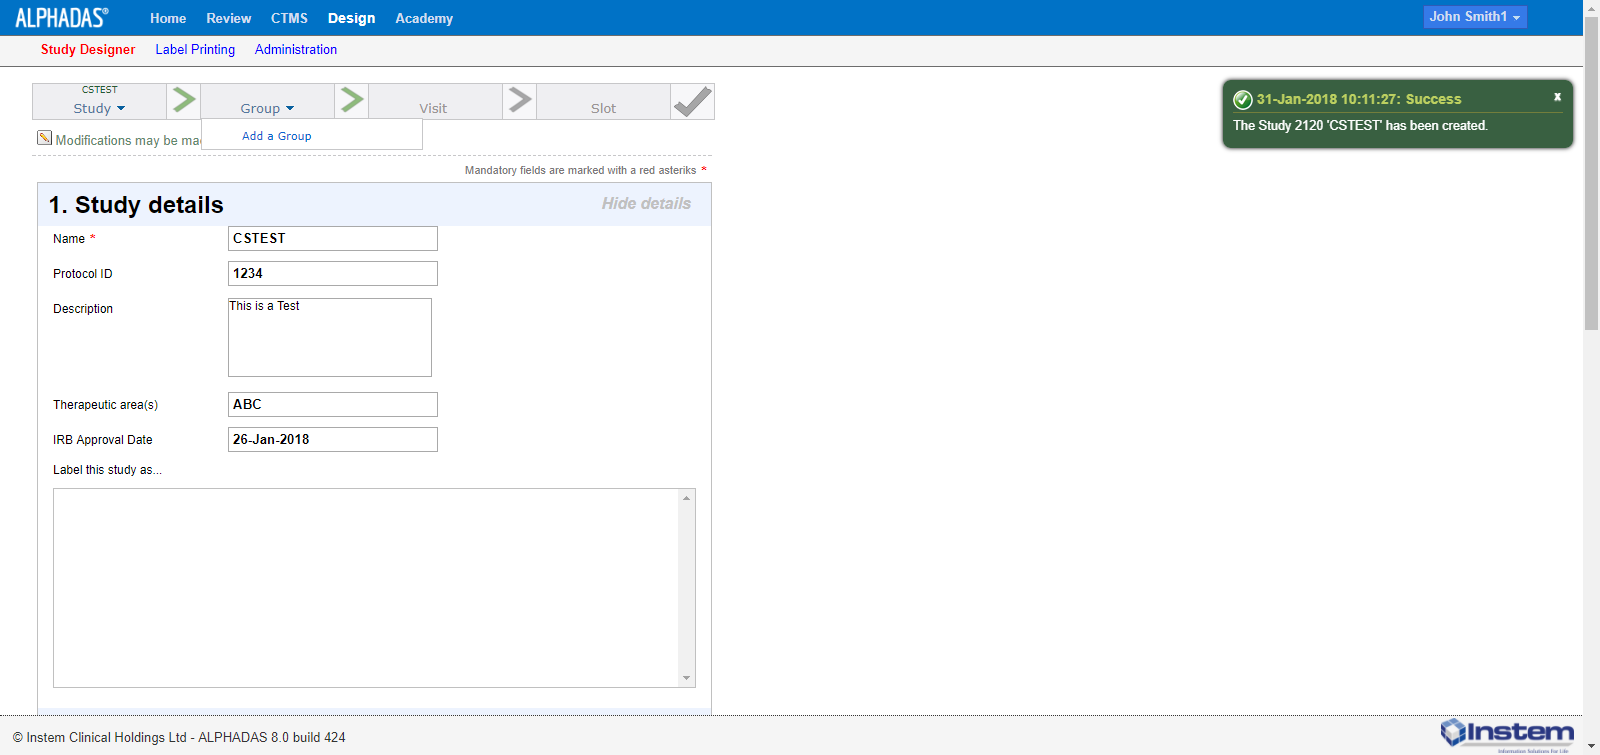 ALPHADAS®
Home Review CTMS Design Academy
John Smith1
Study Designer Label Printing Administration
CSTEST
Study Group Visit Slot
Add a Group
Modifications may be ma
31-Jan-2018 10:11:27: Success x
The Study 2120 'CSTEST' has been created.
Mandatory fields are marked with a red asteriks *
1. Study details Hide details
Name * CSTEST
Protocol ID 1234
Description This is a Test
Therapeutic area(s) ABC
IRB Approval Date 26-Jan-2018
Label this study as...
© Instem Clinical Holdings Ltd - ALPHADAS 8.0 build 424
Instem
Information Solutions For Life